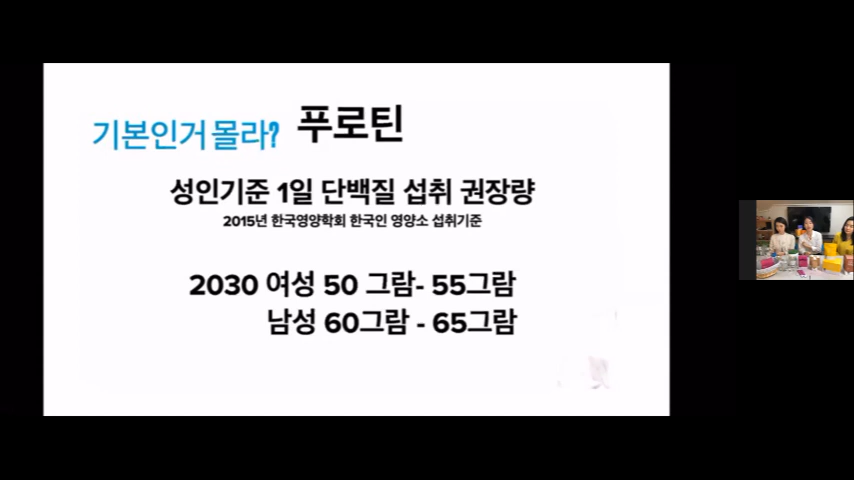 기본인거 몰라? 푸로틴
성인기준 1일 단백질 섭취 권장량
2015년 한국영양학회 한국인 영양소 섭취기준
2030 여성 50 그람- 55그람
남성 60그람 - 65그람